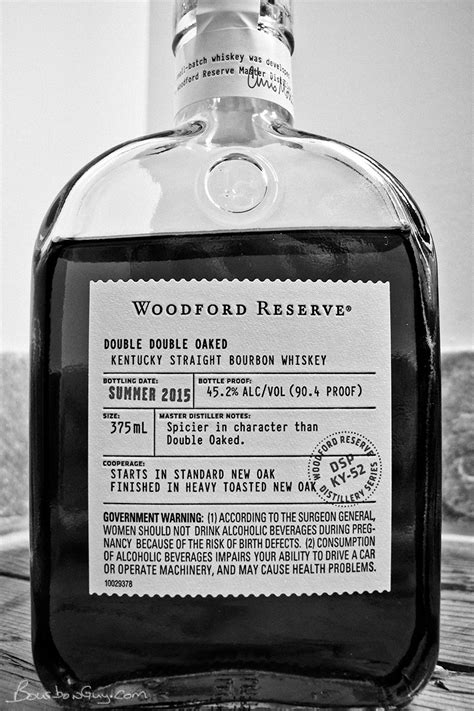 all-batch whiskey was develop
oodford Reserve Master Dis
Chris
WOODFORD RESERVE®
DOUBLE DOUBLE OAKED
KENTUCKY STRAIGHT BOURBON WHISKEY
BOTTLING DATE:
SUMMER 2015
BOTTLE PROOF:
45.2% ALC/VOL (90.4 PROOF)
SIZE:
375mL
MASTER DISTILLER NOTES:
Spicier in character than
Double Oaked.
COOPERAGE:
STARTS IN STANDARD NEW OAK
FINISHED IN HEAVY TOASTED NEW OAK
WOODFORD RESERVE
DSP
KY-52
DISTILLERY SERIES
GOVERNMENT WARNING: (1) ACCORDING TO THE SURGEON GENERAL,
WOMEN SHOULD NOT DRINK ALCOHOLIC BEVERAGES DURING PREG-
NANCY BECAUSE OF THE RISK OF BIRTH DEFECTS. (2) CONSUMPTION
OF ALCOHOLIC BEVERAGES IMPAIRS YOUR ABILITY TO DRIVE A CAR
OR OPERATE MACHINERY, AND MAY CAUSE HEALTH PROBLEMS.
10029378
BourbonGuy.com